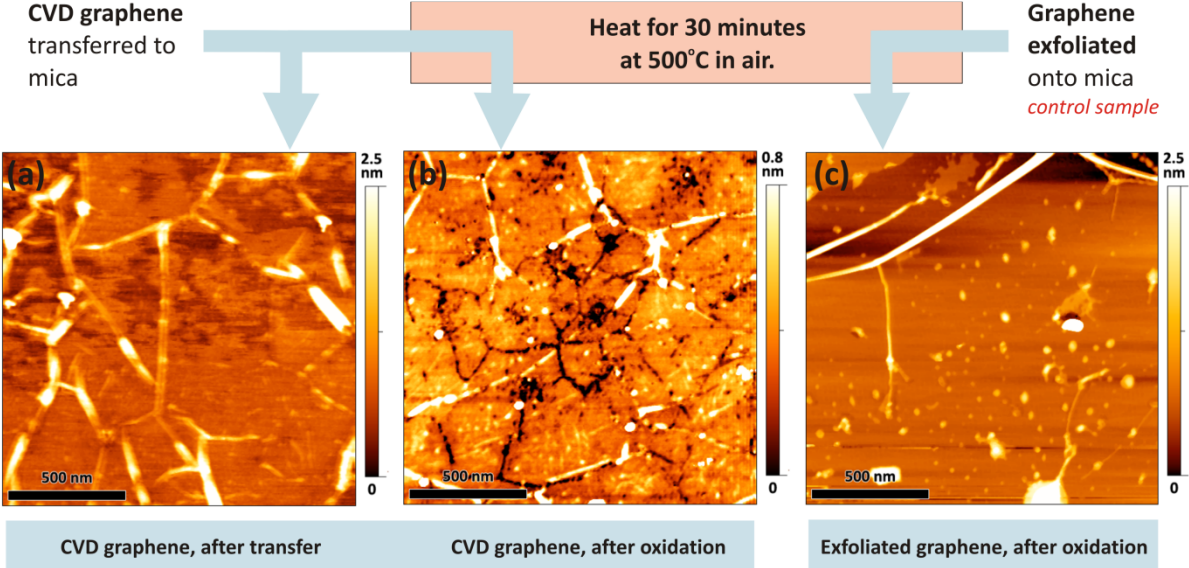 CVD graphene
transferred to
mica
Heat for 30 minutes
at 500°C in air.
Graphene
exfoliated
onto mica
control sample
(a)
2.5
nm
0
500 nm
(b)
0.8
nm
0
500 nm
(c)
2.5
nm
0
500 nm
CVD graphene, after transfer
CVD graphene, after oxidation
Exfoliated graphene, after oxidation